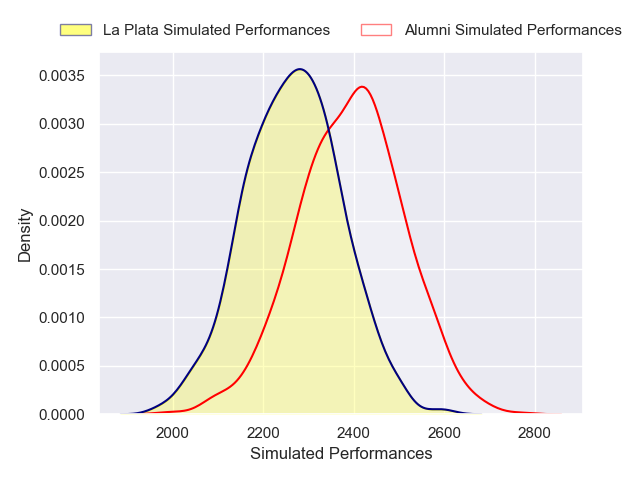 La Plata Simulated Performances
Alumni Simulated Performances
0.0035
0.0030
0.0025
0.0020
0.0015
0.0010
0.0005
0.0000
Density
2000 2200 2400 2600 2800
Simulated Performances